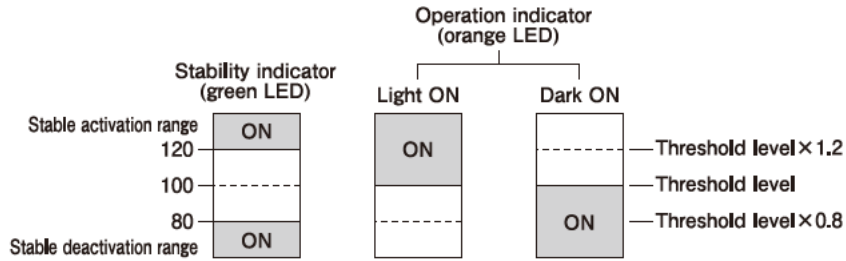 Operation indicator
(orange LED)
Stability indicator
(green LED)
Light ON
Dark ON
Stable activation range
ON
120
ON
Threshold level×1.2
100
Threshold level
80
ON
Threshold level×0.8
Stable deactivation range
ON